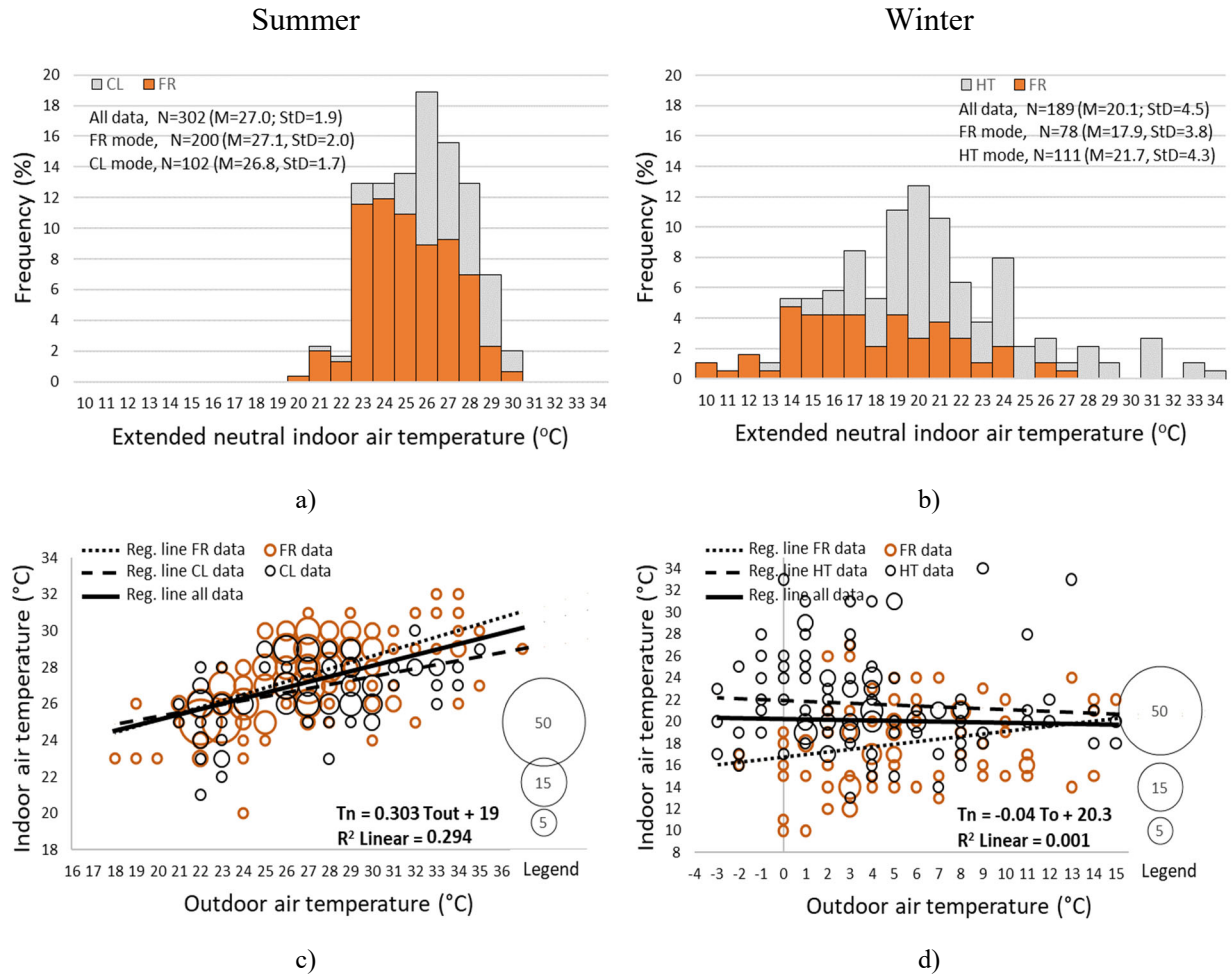 Summer
Winter
20
18
16
14
12
10
8
6
4
2
0
Frequency (%)
CL FR
All data, N=302 (M=27.0; StD=1.9)
FR mode, N=200 (M=27.1, StD=2.0)
CL mode, N=102 (M=26.8, StD=1.7)
10 11 12 13 14 15 16 17 18 19 20 21 22 23 24 25 26 27 28 29 30 31 32 33 34
Extended neutral indoor air temperature (°C)
a)
20
18
16
14
12
10
8
6
4
2
0
Frequency (%)
HT FR
All data, N=189 (M=20.1, StD=4.5)
FR mode, N=78 (M=17.9, StD=3.8)
HT mode, N=111 (M=21.7, StD=4.3)
10 11 12 13 14 15 16 17 18 19 20 21 22 23 24 25 26 27 28 29 30 31 32 33 34
Extended neutral indoor air temperature (°C)
b)
Reg. line FR data FR data
Reg. line CL data CL data
Reg. line all data
34
32
30
28
26
24
22
20
18
Indoor air temperature (°C)
50
15
5
Legend
Tn = 0.303 Tout + 19
R² Linear = 0.294
16 17 18 19 20 21 22 23 24 25 26 27 28 29 30 31 32 33 34 35 36
Outdoor air temperature (°C)
c)
Reg. line FR data FR data
Reg. line HT data HT data
Reg. line all data
34
32
30
28
26
24
22
20
18
16
14
12
10
8
Indoor air temperature (°C)
50
15
5
Legend
Tn = -0.04 To + 20.3
R² Linear = 0.001
-4 -3 -2 -1 0 1 2 3 4 5 6 7 8 9 10 11 12 13 14 15
Outdoor air temperature (°C)
d)